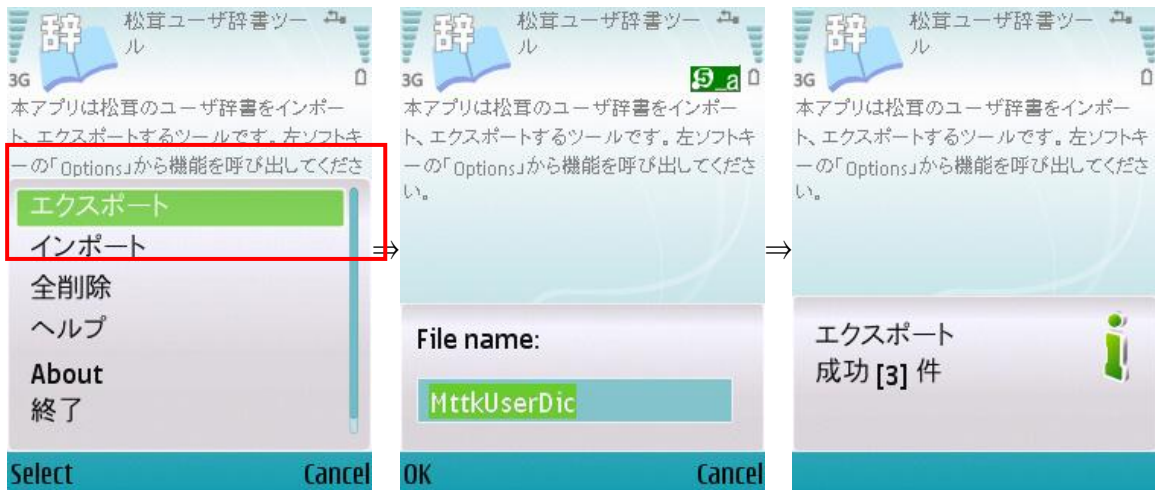 辞
松茸ユーザ辞書ツー
ル
3G
本アプリは松茸のユーザ辞書をインポー
ト、エクスポートするツールです。左ソフトキ
ーの「Options」から機能を呼び出してくださ
エクスポート
インポート
全削除
ヘルプ
About
終了
Select
Cancel
⇒
辞
松茸ユーザ辞書ツー
ル
3G
5_a
本アプリは松茸のユーザ辞書をインポー
ト、エクスポートするツールです。左ソフトキ
ーの「Options」から機能を呼び出してくださ
い。
File name:
MttkUserDic
OK
Cancel
⇒
辞
松茸ユーザ辞書ツー
ル
3G
本アプリは松茸のユーザ辞書をインポー
ト、エクスポートするツールです。左ソフトキ
ーの「Options」から機能を呼び出してくださ
い。
エクスポート
成功 [3] 件